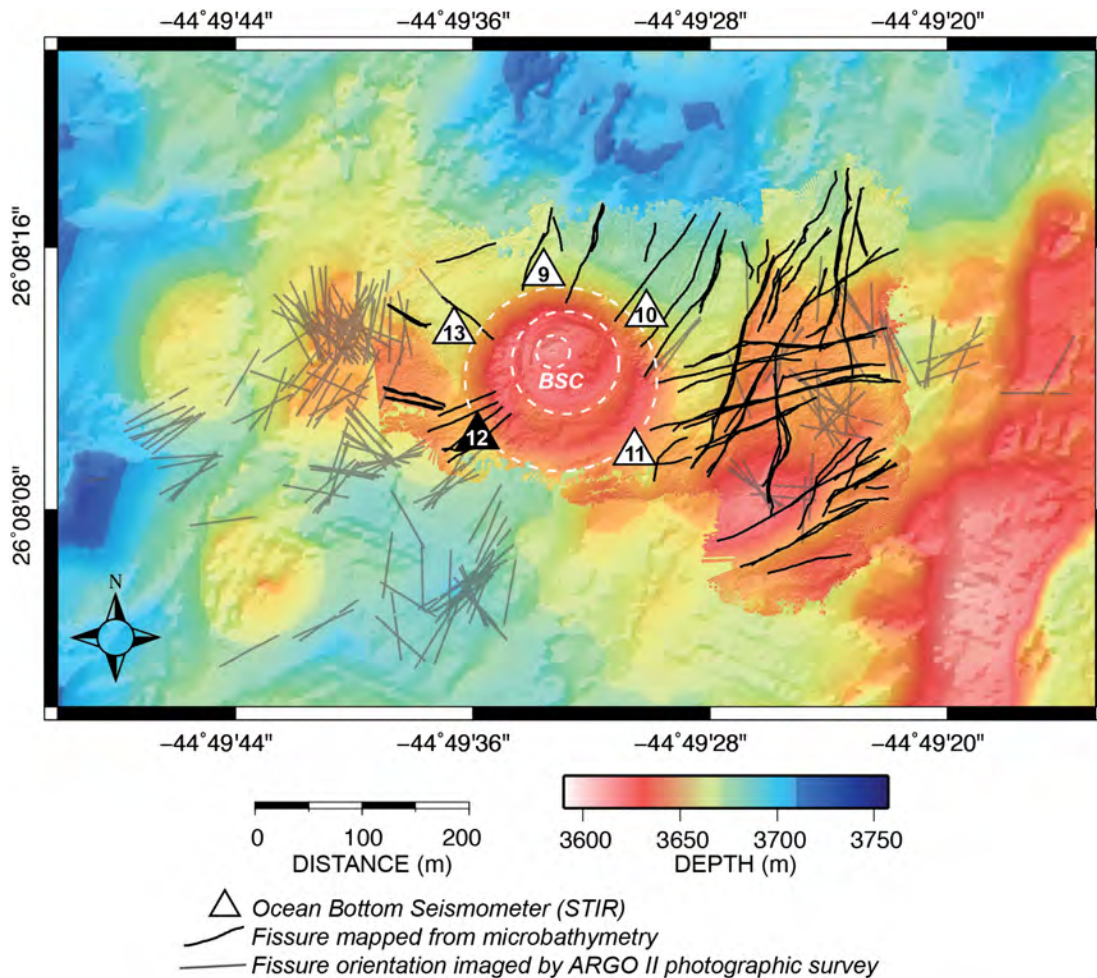 −44˚49'44" −44˚49'36" −44˚49'28" −44˚49'20"
26˚08'16"
26˚08'08"
9
10
13
BSC
12
11
N
−44˚49'44" −44˚49'36" −44˚49'28" −44˚49'20"
0 100 200
DISTANCE (m)
3600 3650 3700 3750
DEPTH (m)
Ocean Bottom Seismometer (STIR)
Fissure mapped from microbathymetry
Fissure orientation imaged by ARGO II photographic survey